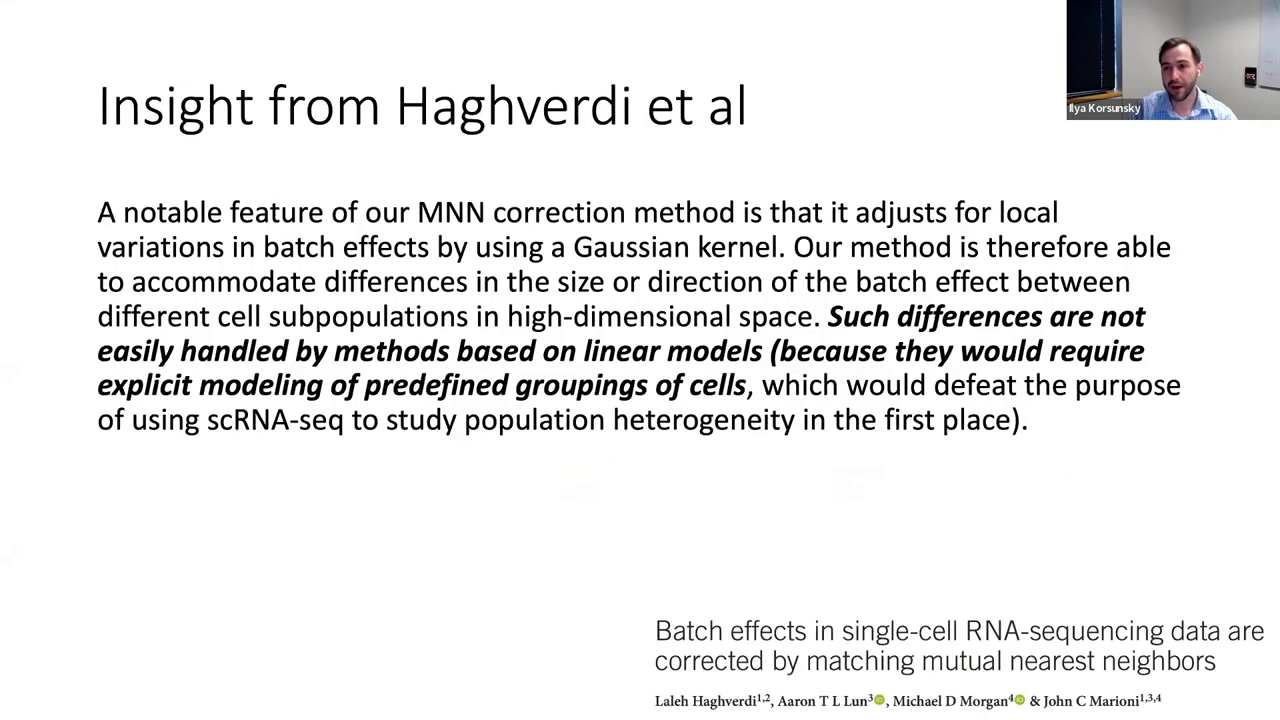 Ilya Korsunsky
Insight from Haghverdi et al
A notable feature of our MNN correction method is that it adjusts for local
variations in batch effects by using a Gaussian kernel. Our method is therefore able
to accommodate differences in the size or direction of the batch effect between
different cell subpopulations in high-dimensional space. Such differences are not
easily handled by methods based on linear models (because they would require
explicit modeling of predefined groupings of cells, which would defeat the purpose
of using scRNA-seq to study population heterogeneity in the first place).
Batch effects in single-cell RNA-sequencing data are
corrected by matching mutual nearest neighbors
Laleh Haghverdi1,2, Aaron T L Lun3, Michael D Morgan4 & John C Marioni1,3,4